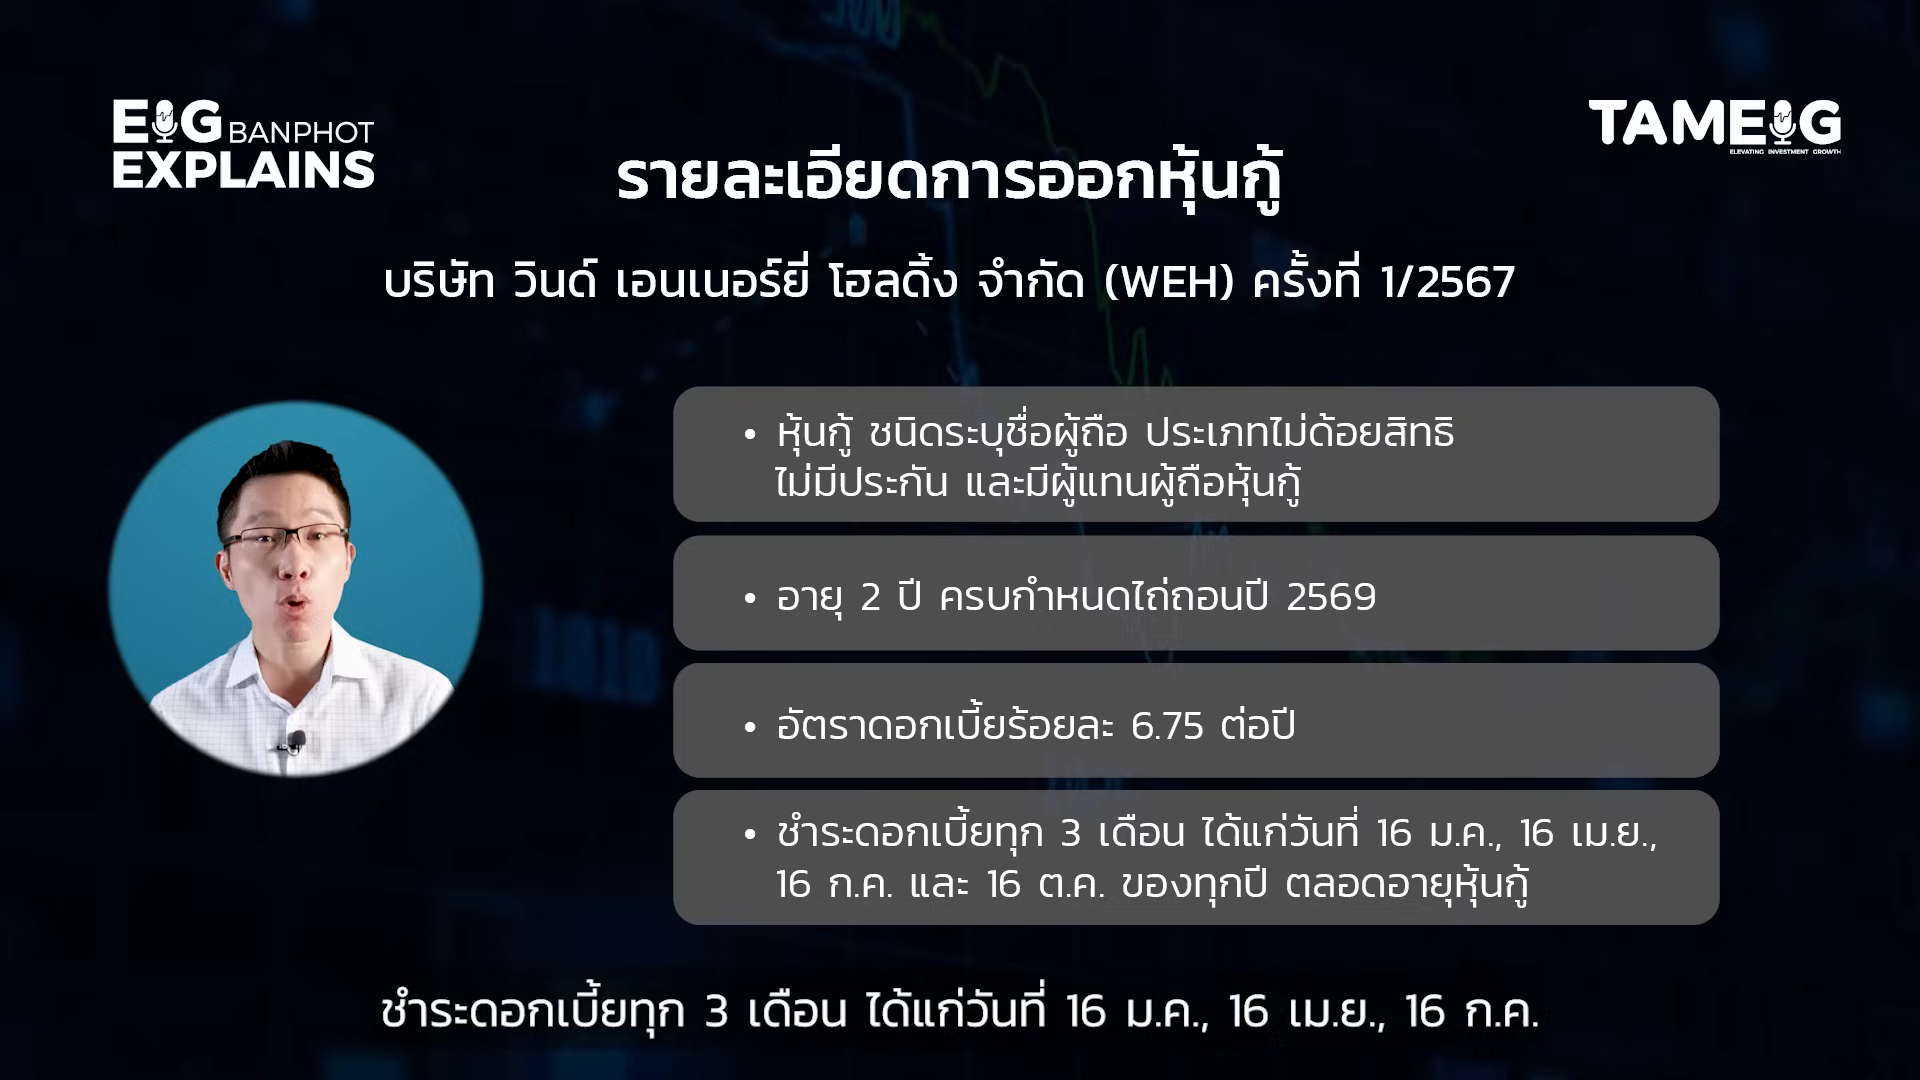 EIG BANPHOT
EXPLAINS
TAMEIG
ELEVATING INVESTMENT GROWTH
รายละเอียดการออกหุ้นกู้
บริษัท วินด์ เอนเนอร์ยี่ โฮลดิ้ง จำกัด (WEH) ครั้งที่ 1/2567
• หุ้นกู้ ชนิดระบุชื่อผู้ถือ ประเภทไม่ด้อยสิทธิ
ไม่มีประกัน และมีผู้แทนผู้ถือหุ้นกู้
• อายุ 2 ปี ครบกำหนดไถ่ถอนปี 2569
• อัตราดอกเบี้ยร้อยละ 6.75 ต่อปี
• ชำระดอกเบี้ยทุก 3 เดือน ได้แก่วันที่ 16 ม.ค., 16 เม.ย.,
16 ก.ค. และ 16 ต.ค. ของทุกปี ตลอดอายุหุ้นกู้
ชำระดอกเบี้ยทุก 3 เดือน ได้แก่วันที่ 16 ม.ค., 16 เม.ย., 16 ก.ค.